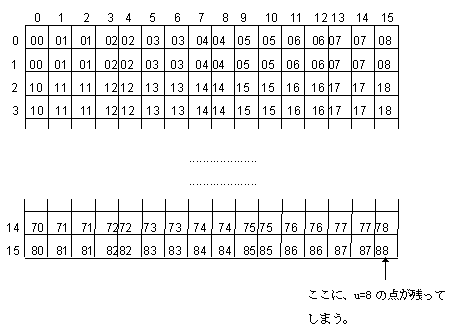 0 1 2 3 4 5 6 7 8 9 10 11 12 13 14 15
0 00 01 01 02 02 03 03 04 04 05 05 06 06 07 07 08
1 00 01 01 02 02 03 03 04 04 05 05 06 06 07 07 08
2 10 11 11 12 12 13 13 14 14 15 15 16 16 17 17 18
3 10 11 11 12 12 13 13 14 14 15 15 16 16 17 17 18
.....................
.....................
14 70 71 71 72 72 73 73 74 74 75 75 76 76 77 77 78
15 80 81 81 82 82 83 83 84 84 85 85 86 86 87 87 88
ここに、u=8 の点が残って
しまう。